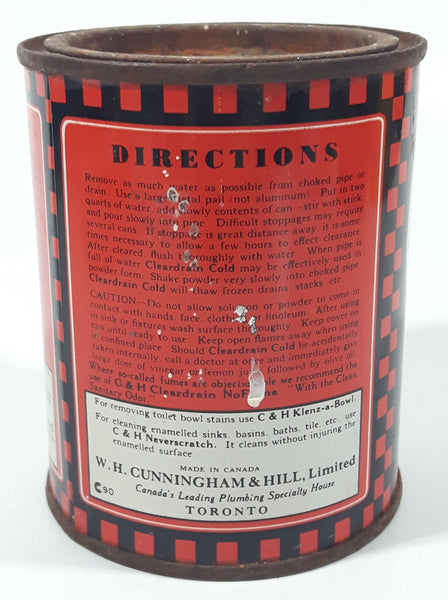 DIRECTIONS
Remove as much water as possible from choked pipe or
drain. Use a large metal pail (not aluminum). Put in two
quarts of water, add slowly contents of can — stir with stick,
and pour slowly into pipe. Difficult stoppages may require
several cans. If stoppage is great distance away, it is some-
times necessary to allow a few hours to effect clearance.
After cleared, flush thoroughly with water. When pipe is
full of water Cleardrain Cold may be effectively used in
powder form. Shake powder very slowly into choked pipe
Cleardrain Cold will thaw frozen drains, stacks, etc.
CAUTION—Do not allow solution or powder to come in
contact with hands, face, clothing or linoleum. After using
in sink or fixtures wash surface thoroughly. Keep cover on
can until ready to use. Keep open flames away when using
in confined place. Should Cleardrain Cold be accidentally
taken internally, call a doctor at once and immediately give
large dose of vinegar or lemon juice followed by olive oil
Where so-called fumes are objectionable we recommend the
use of C & H Cleardrain NoFume "With the Clean
Sanitary Odor."
For removing toilet bowl stains use C & H Klenz-a-Bowl.
For cleaning enamelled sinks, basins, baths, tile, etc., use
C & H Neverscratch. It cleans without injuring the
enamelled surface.
MADE IN CANADA
W. H. CUNNINGHAM & HILL, Limited
Canada's Leading Plumbing Specialty House
C 90
TORONTO